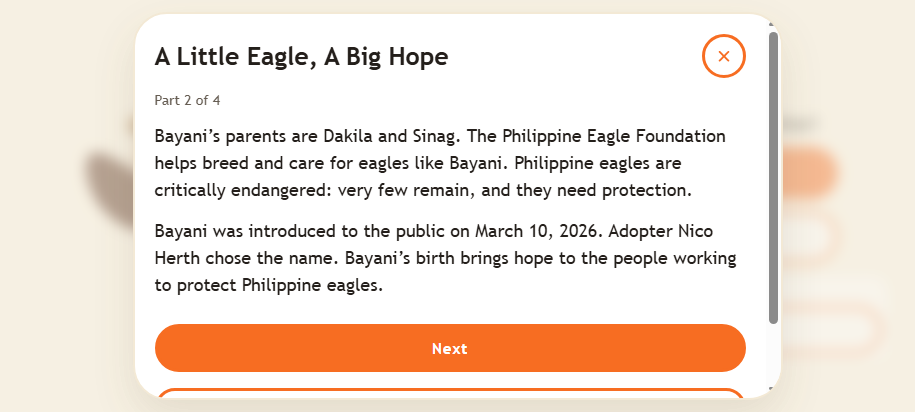 A Little Eagle, A Big Hope
Part 2 of 4
Bayani’s parents are Dakila and Sinag. The Philippine Eagle Foundation
helps breed and care for eagles like Bayani. Philippine eagles are
critically endangered: very few remain, and they need protection.
Bayani was introduced to the public on March 10, 2026. Adopter Nico
Herth chose the name. Bayani’s birth brings hope to the people working
to protect Philippine eagles.
Next